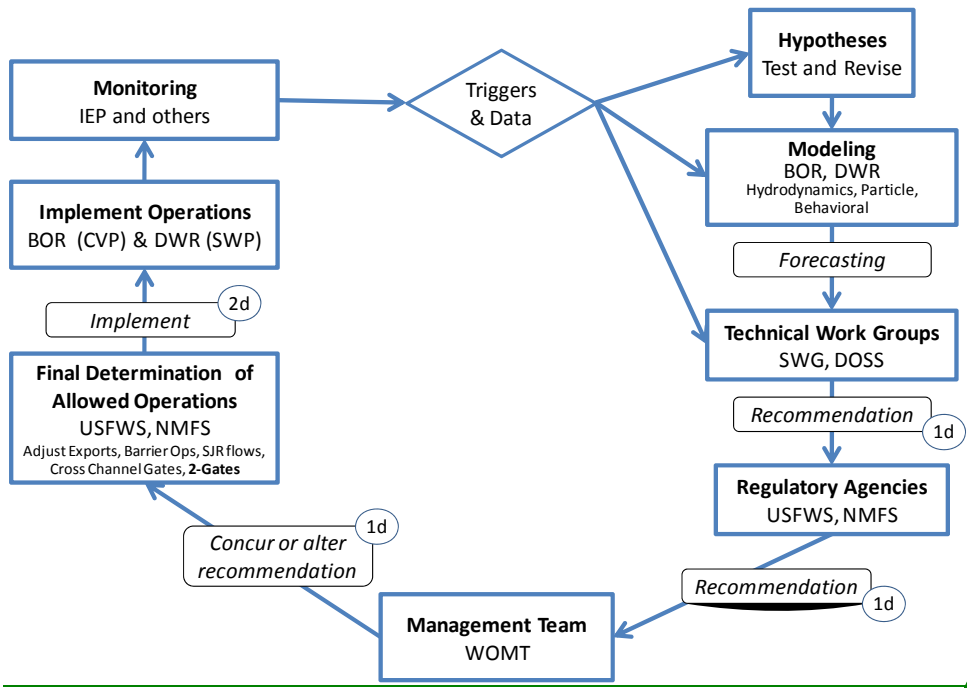 Hypotheses
Test and Revise
Monitoring
IEP and others
Triggers
& Data
Modeling
BOR, DWR
Hydrodynamics, Particle,
Behavioral
Implement Operations
BOR (CVP) & DWR (SWP)
Forecasting
2d
Implement
Technical Work Groups
SWG, DOSS
Final Determination of
Allowed Operations
USFWS, NMFS
Adjust Exports, Barrier Ops, SJR flows,
Cross Channel Gates, 2-Gates
Recommendation
1d
Regulatory Agencies
USFWS, NMFS
1d
Concur or alter
recommendation
Recommendation
1d
Management Team
WOMT